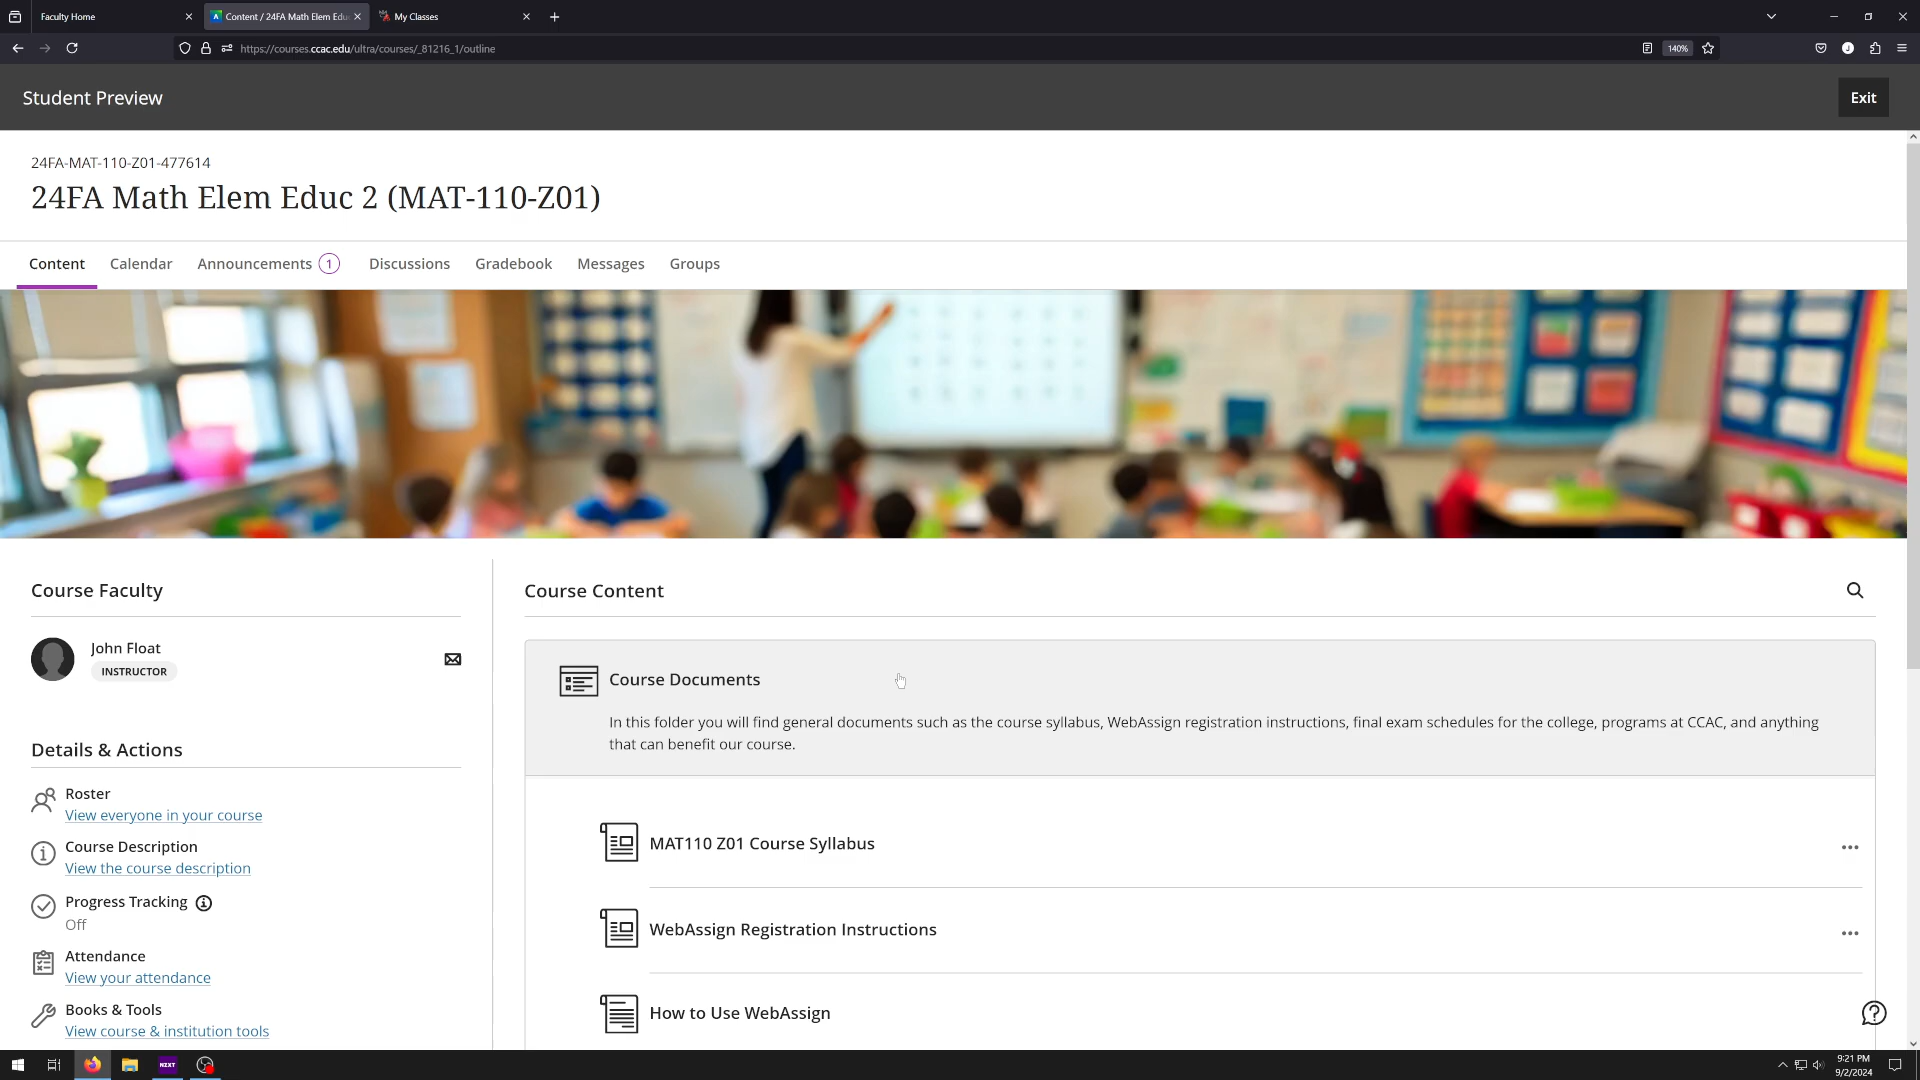 Faculty Home
Content / 24FA Math Elem Edu
My Classes
https://courses.ccac.edu/ultra/courses/_81216_1/outline
140%
Student Preview
Exit
24FA-MAT-110-Z01-477614
24FA Math Elem Educ 2 (MAT-110-Z01)
Content
Calendar
Announcements 1
Discussions
Gradebook
Messages
Groups
Course Faculty
John Float
INSTRUCTOR
Details & Actions
Roster
View everyone in your course
Course Description
View the course description
Progress Tracking
Off
Attendance
View your attendance
Books & Tools
View course & institution tools
Course Content
Course Documents
In this folder you will find general documents such as the course syllabus, WebAssign registration instructions, final exam schedules for the college, programs at CCAC, and anything
that can benefit our course.
MAT110 Z01 Course Syllabus
WebAssign Registration Instructions
How to Use WebAssign
NZXT
9:21 PM
9/2/2024